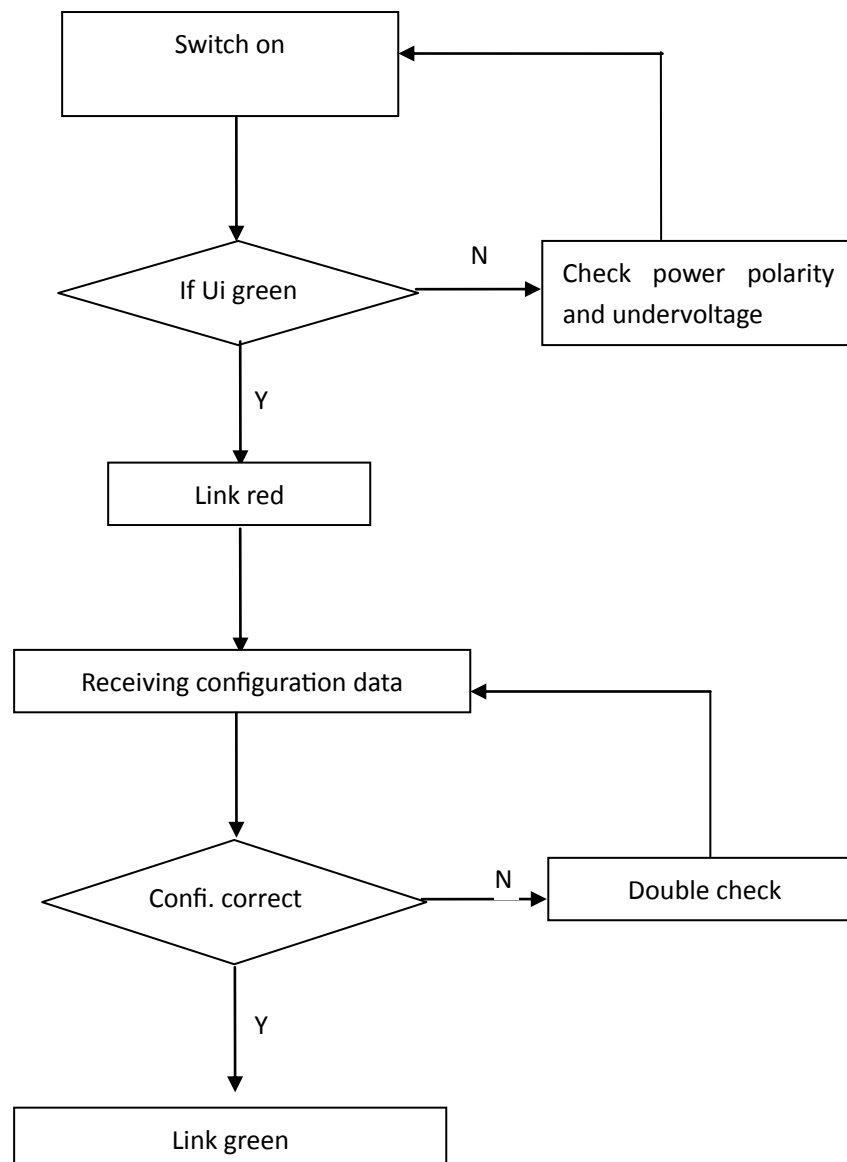 Switch on
If Ui green
N
Check power polarity
and undervoltage
Y
Link red
Receiving configuration data
Confi. correct
N
Double check
Y
Link green